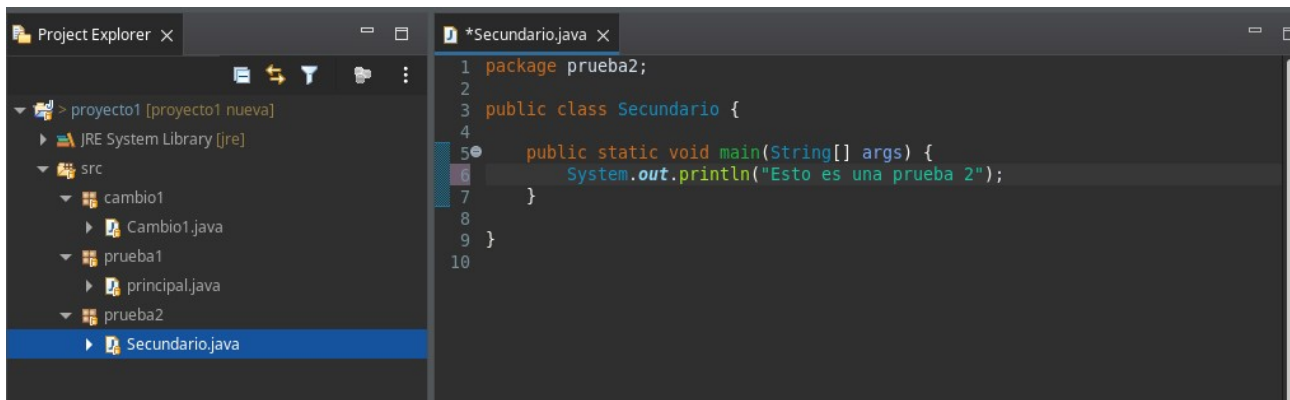 Project Explorer
> proyecto1 [proyecto1 nueva]
JRE System Library [jre]
src
cambio1
Cambio1.java
prueba1
principal.java
prueba2
Secundario.java
*Secundario.java
1 package prueba2;
2
3 public class Secundario {
4
5 public static void main(String[] args) {
6 System.out.println("Esto es una prueba 2");
7 }
8
9 }
10